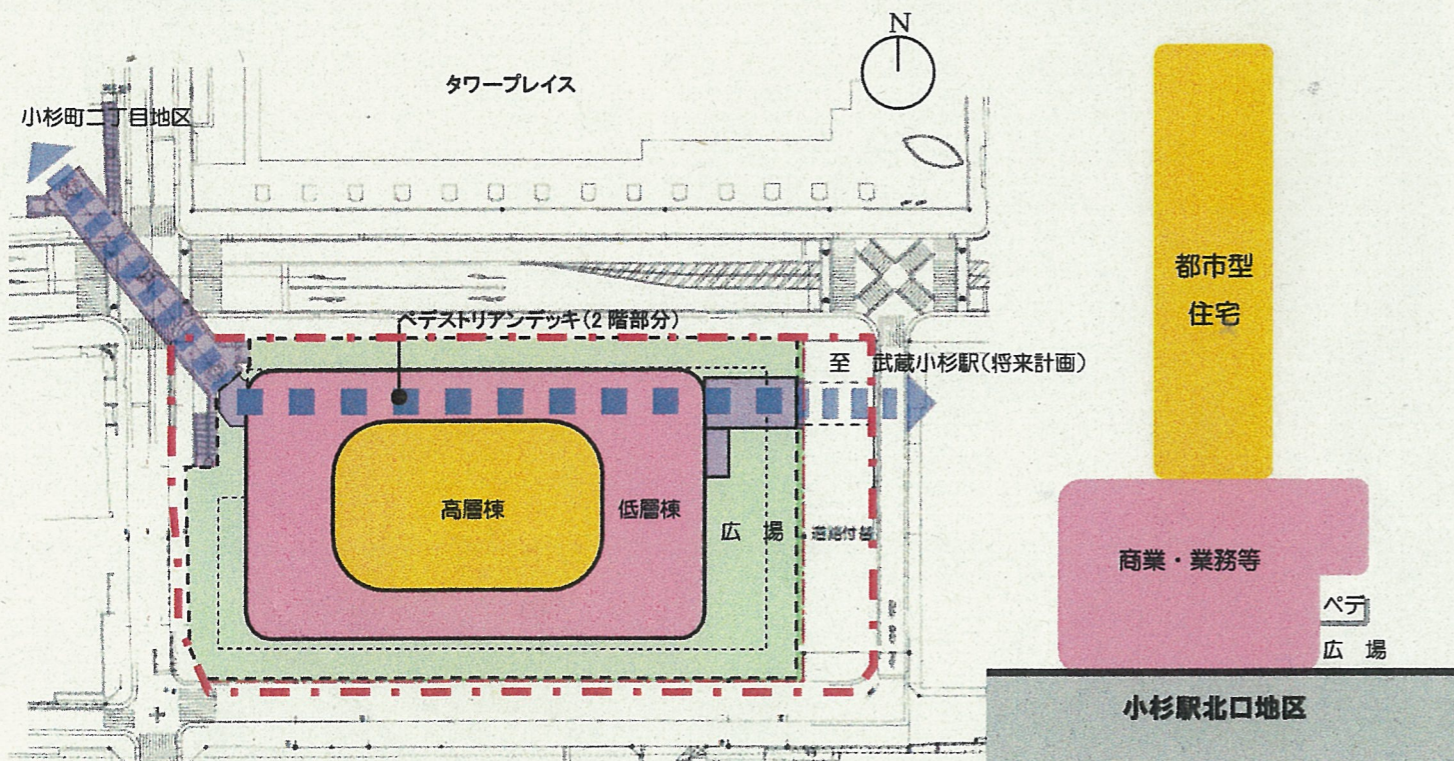 N
タワープレイス
小杉町二丁目地区
ペデストリアンデッキ(2階部分)
至 武蔵小杉駅(将来計画)
高層棟
低層棟
広 場
道路付替
都市型
住宅
商業・業務等
ペデ
広 場
小杉駅北口地区